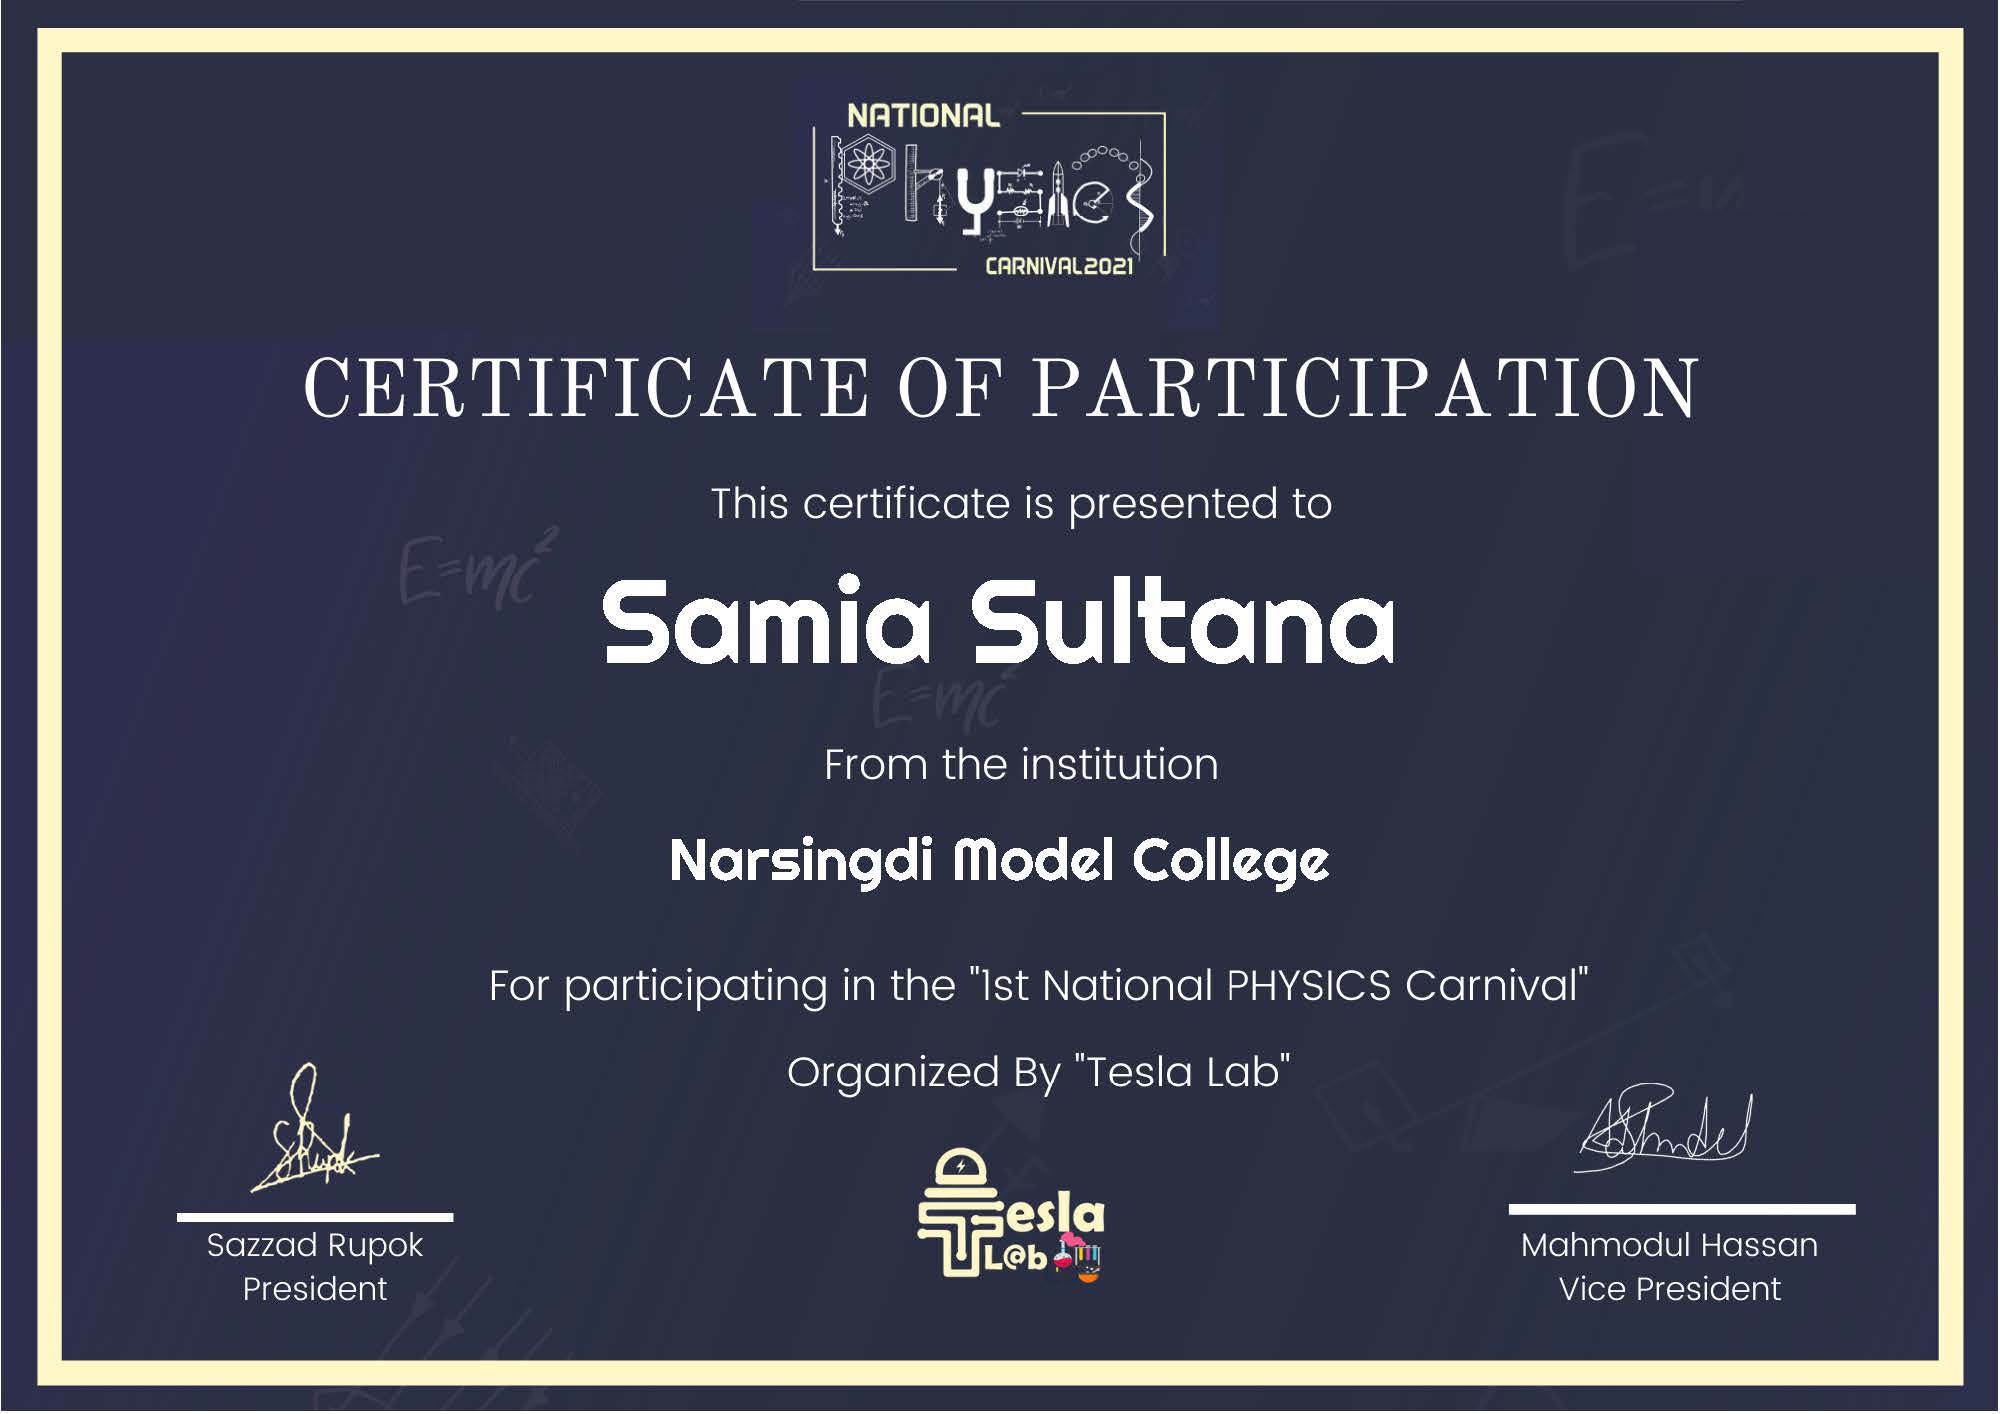 NATIONAL
Physics
CARNIVAL2021
CERTIFICATE OF PARTICIPATION
This certificate is presented to
E=mc²
Samia Sultana
E=mc²
From the institution
Narsingdi Model College
For participating in the "1st National PHYSICS Carnival"
Organized By "Tesla Lab"
Tesla
L@b
Sazzad Rupok
President
Mahmodul Hassan
Vice President